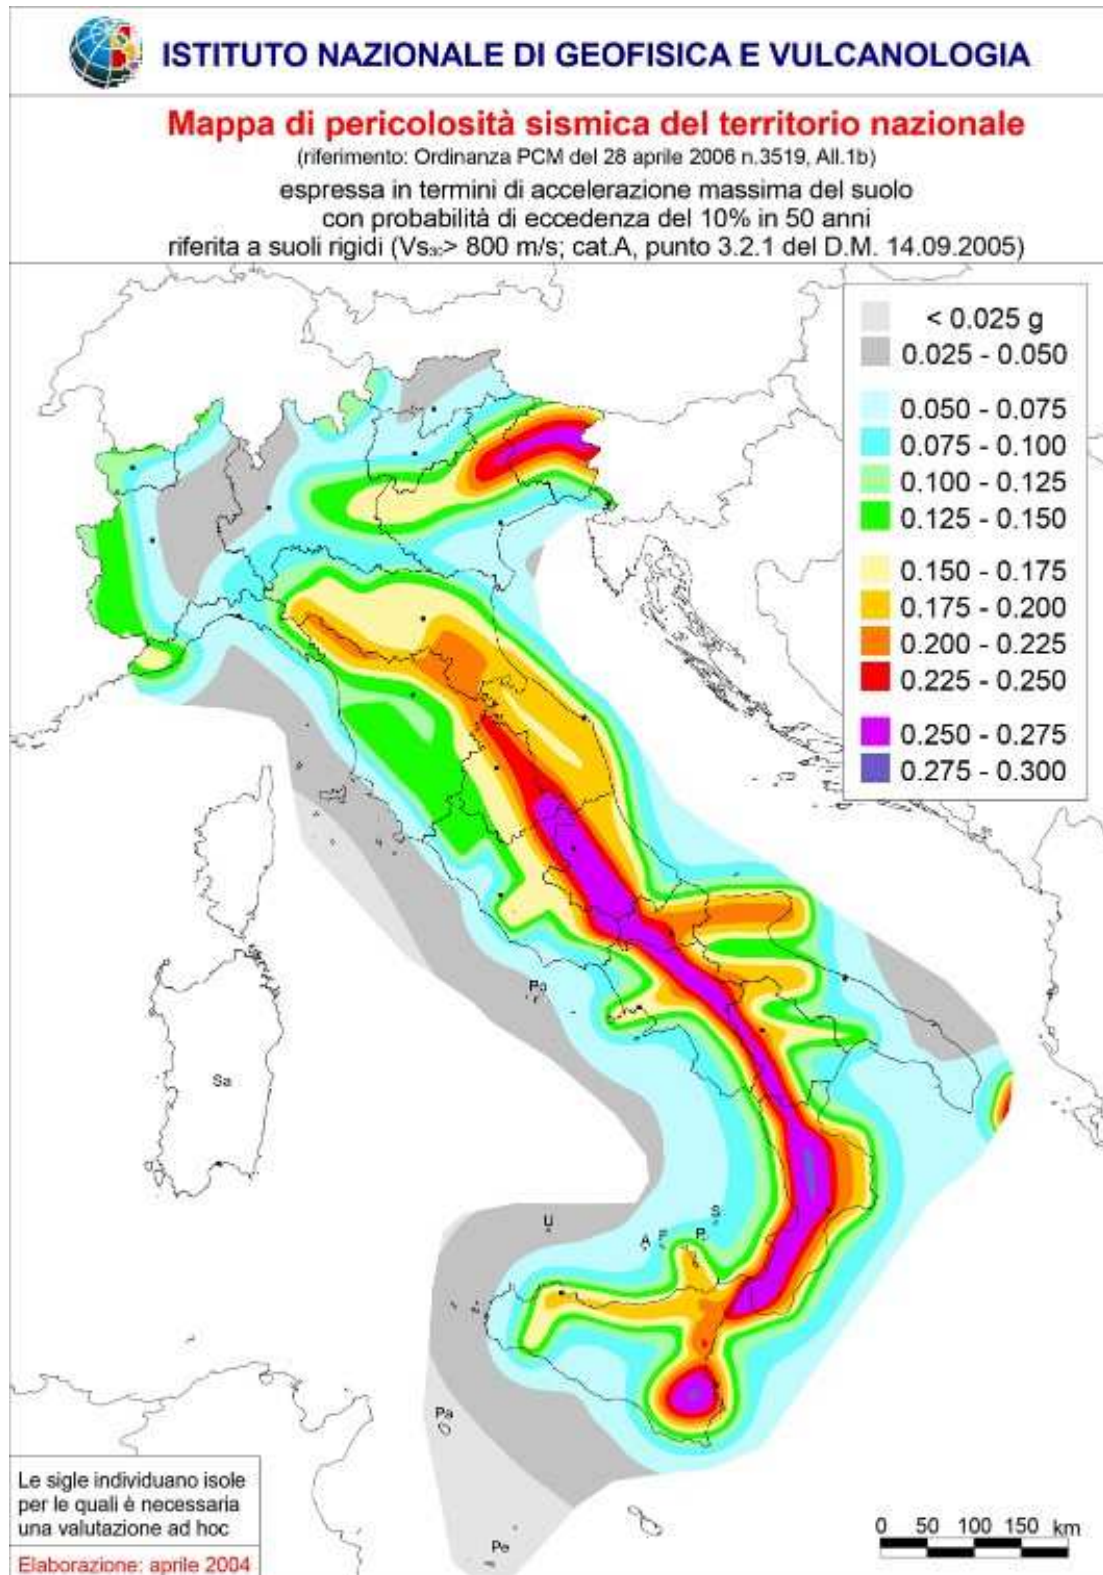 ISTITUTO NAZIONALE DI GEOFISICA E VULCANOLOGIA
Mappa di pericolosità sismica del territorio nazionale
(riferimento: Ordinanza PCM del 28 aprile 2006 n.3519, All.1b)
espressa in termini di accelerazione massima del suolo
con probabilità di eccedenza del 10% in 50 anni
riferita a suoli rigidi (Vs₃₀> 800 m/s; cat.A, punto 3.2.1 del D.M. 14.09.2005)
< 0.025 g
0.025 - 0.050
0.050 - 0.075
0.075 - 0.100
0.100 - 0.125
0.125 - 0.150
0.150 - 0.175
0.175 - 0.200
0.200 - 0.225
0.225 - 0.250
0.250 - 0.275
0.275 - 0.300
Po
Sa
S
U
A
F
P
Pa
Pe
Le sigle individuano isole
per le quali è necessaria
una valutazione ad hoc
Elaborazione: aprile 2004
0 50 100 150 km